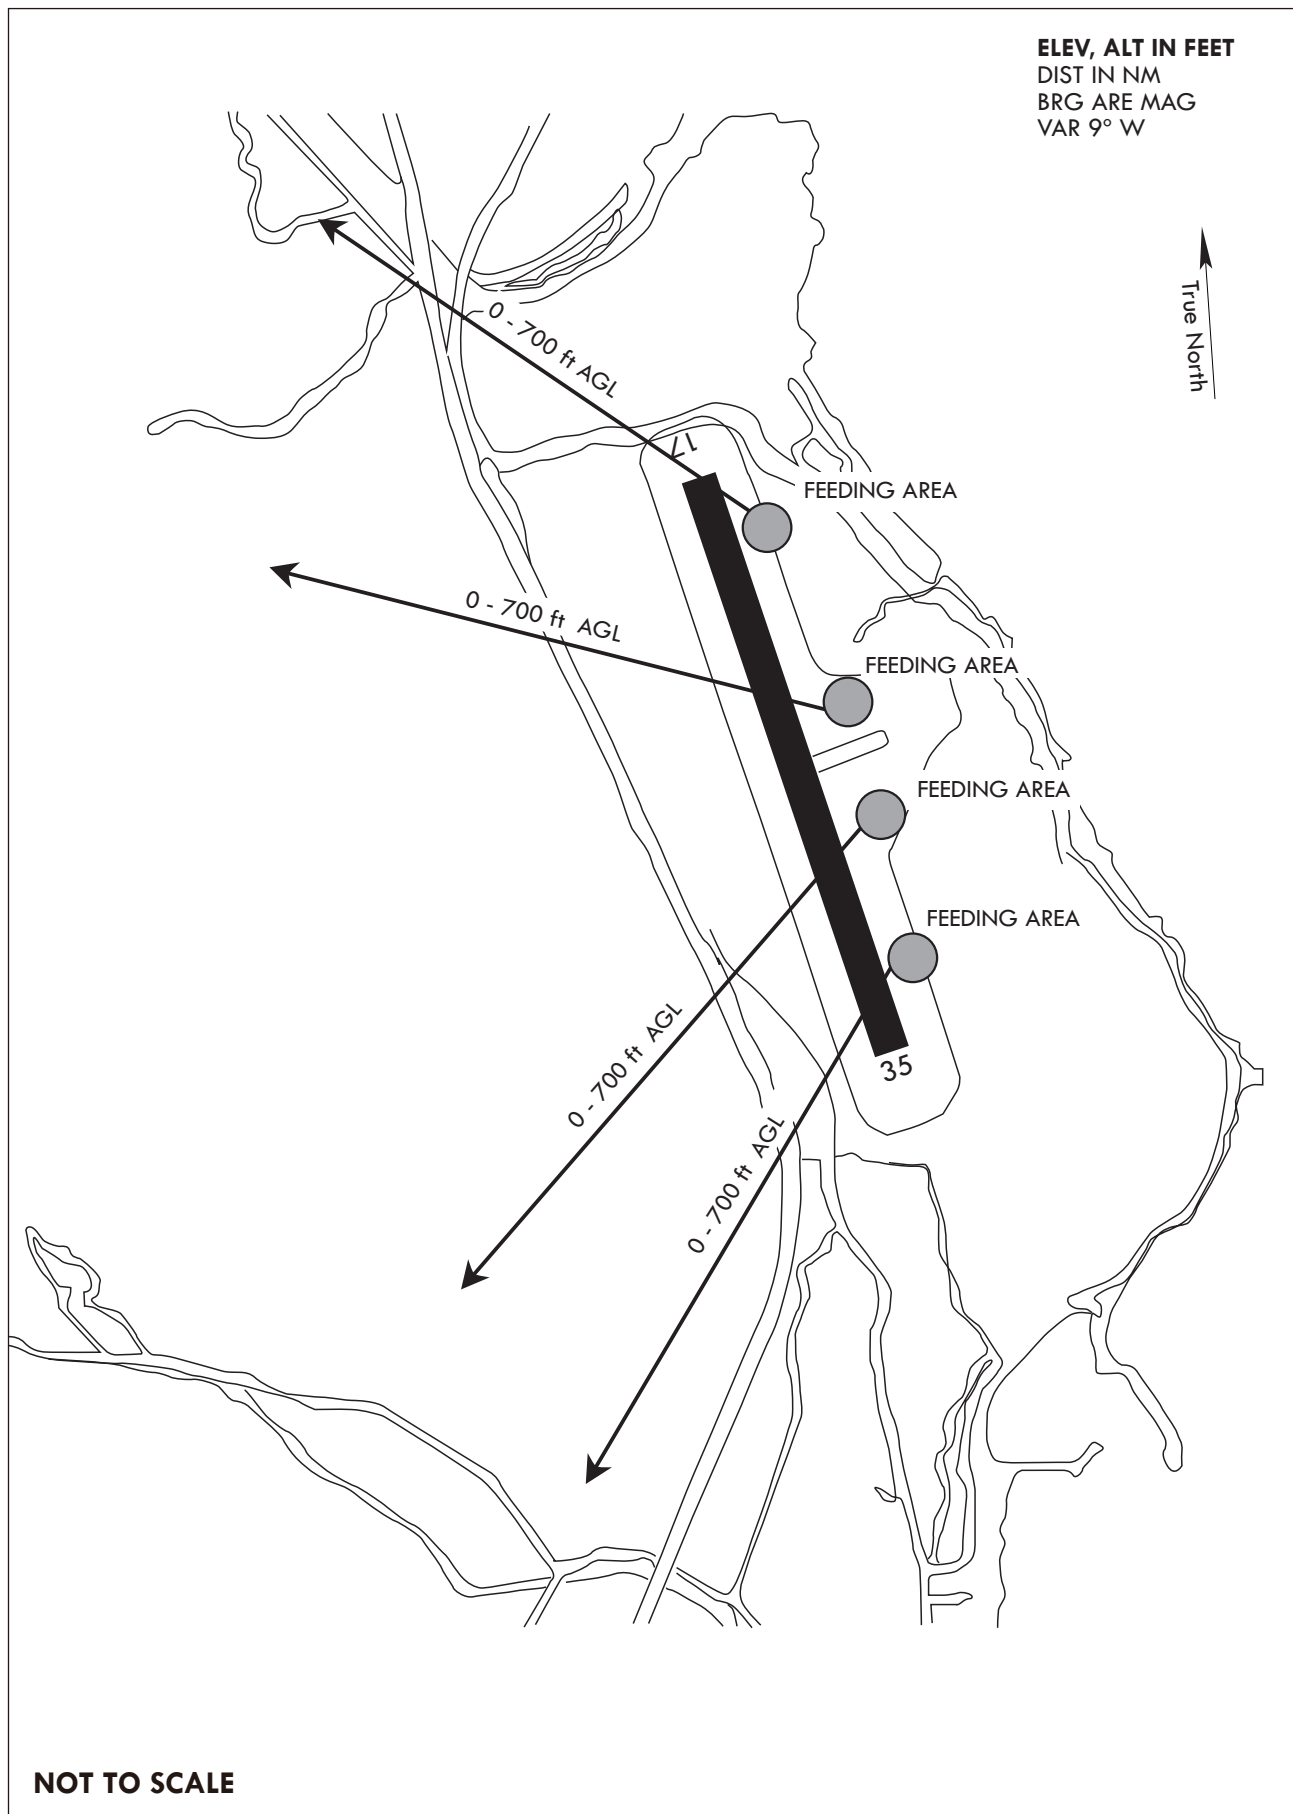 ELEV, ALT IN FEET
DIST IN NM
BRG ARE MAG
VAR 9° W
True North
0 - 700 ft AGL
17
FEEDING AREA
0 - 700 ft AGL
FEEDING AREA
FEEDING AREA
FEEDING AREA
0 - 700 ft AGL
35
0 - 700 ft AGL
NOT TO SCALE